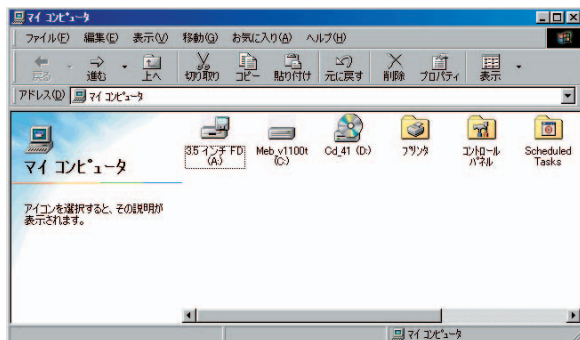 マイ コンピュータ
ファイル(F) 編集(E) 表示(V) 移動(G) お気に入り(A) ヘルプ(H)
戻る 進む 上へ 切り取り コピー 貼り付け 元に戻す 削除 プロパティ 表示
アドレス(D) マイ コンピュータ
マイ コンピュータ
アイコンを選択すると、その説明が
表示されます。
3.5 インチ FD
(A:)
Meb_v1100t
(C:)
Cd_41 (D:)
プリンタ
コントロール
パネル
Scheduled
Tasks
マイ コンピュータ